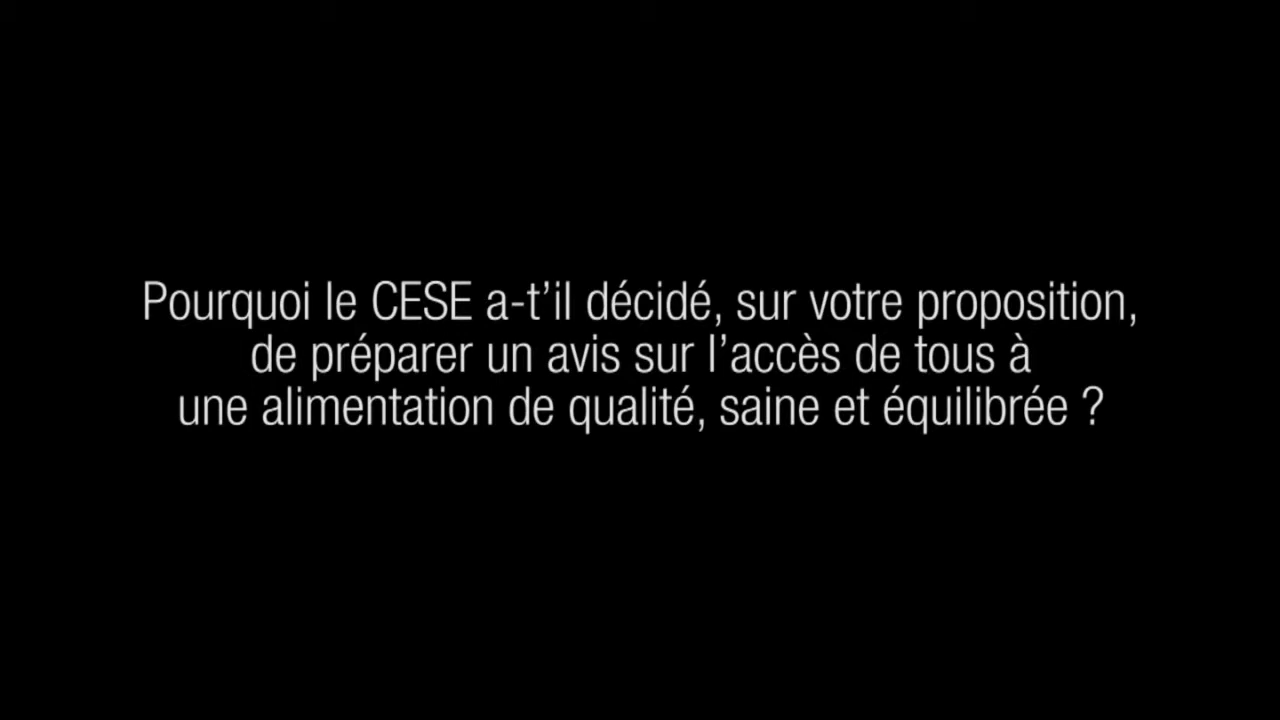 Pourquoi le CESE a-t’il décidé, sur votre proposition,
de préparer un avis sur l’accès de tous à
une alimentation de qualité, saine et équilibrée ?